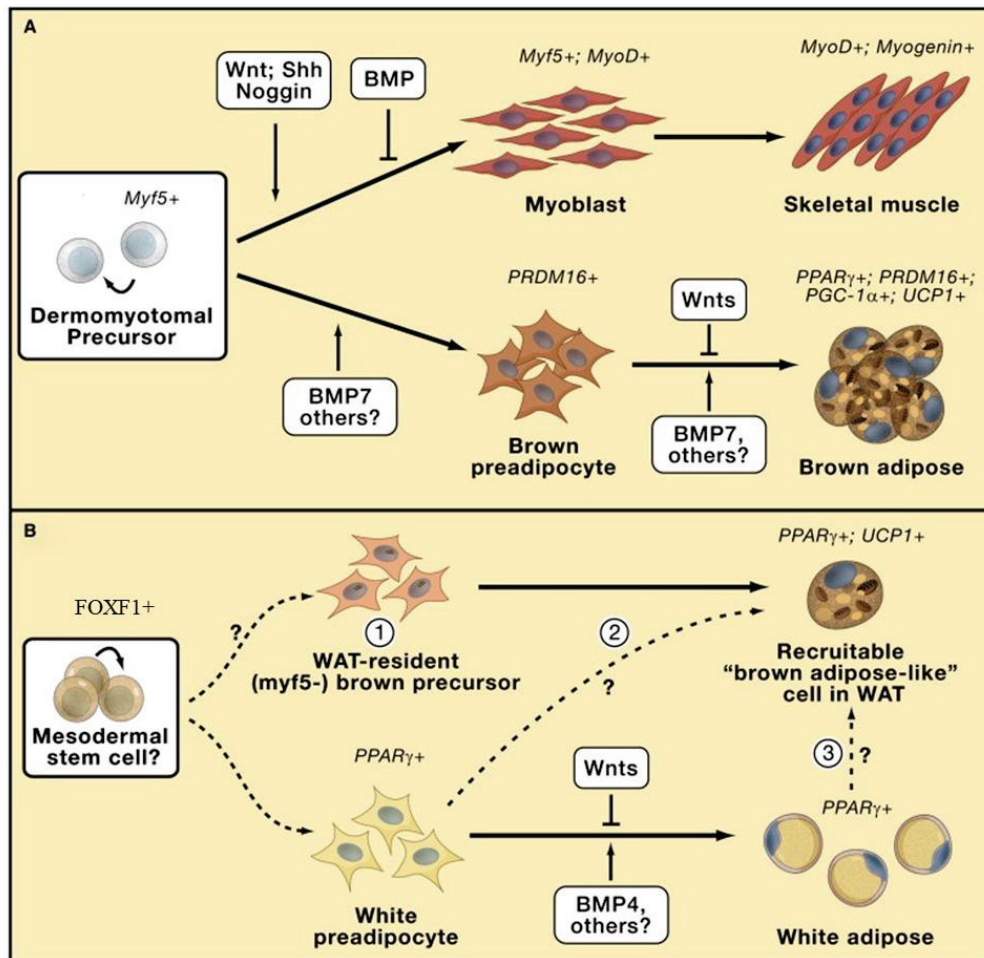 A
Wnt; Shh
Noggin
BMP
Myf5+; MyoD+
MyoD+; Myogenin+
Myf5+
Dermomyotomal
Precursor
Myoblast
Skeletal muscle
PRDM16+
Wnts
PPARγ+; PRDM16+;
PGC-1α+; UCP1+
BMP7
others?
Brown
preadipocyte
BMP7,
others?
Brown adipose
B
FOXF1+
Mesodermal
stem cell?
?
1
WAT-resident
(myf5-) brown precursor
2
?
PPARγ+; UCP1+
Recruitable
"brown adipose-like"
cell in WAT
3
?
PPARγ+
White
preadipocyte
Wnts
BMP4,
others?
PPARγ+
White adipose